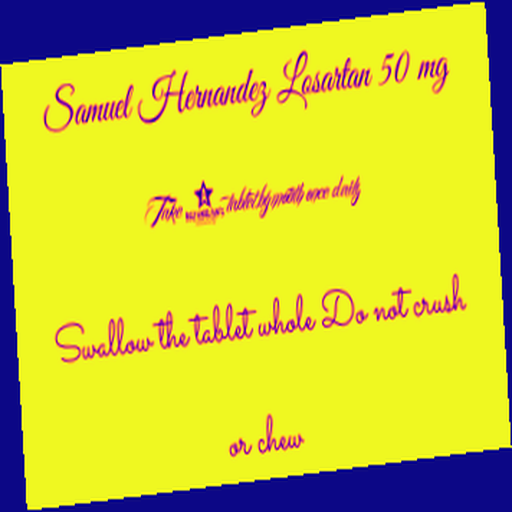 Samuel Hernandez Losartan 50 mg
Take tablet by mouth once daily
Swallow the tablet whole Do not crush
or chew